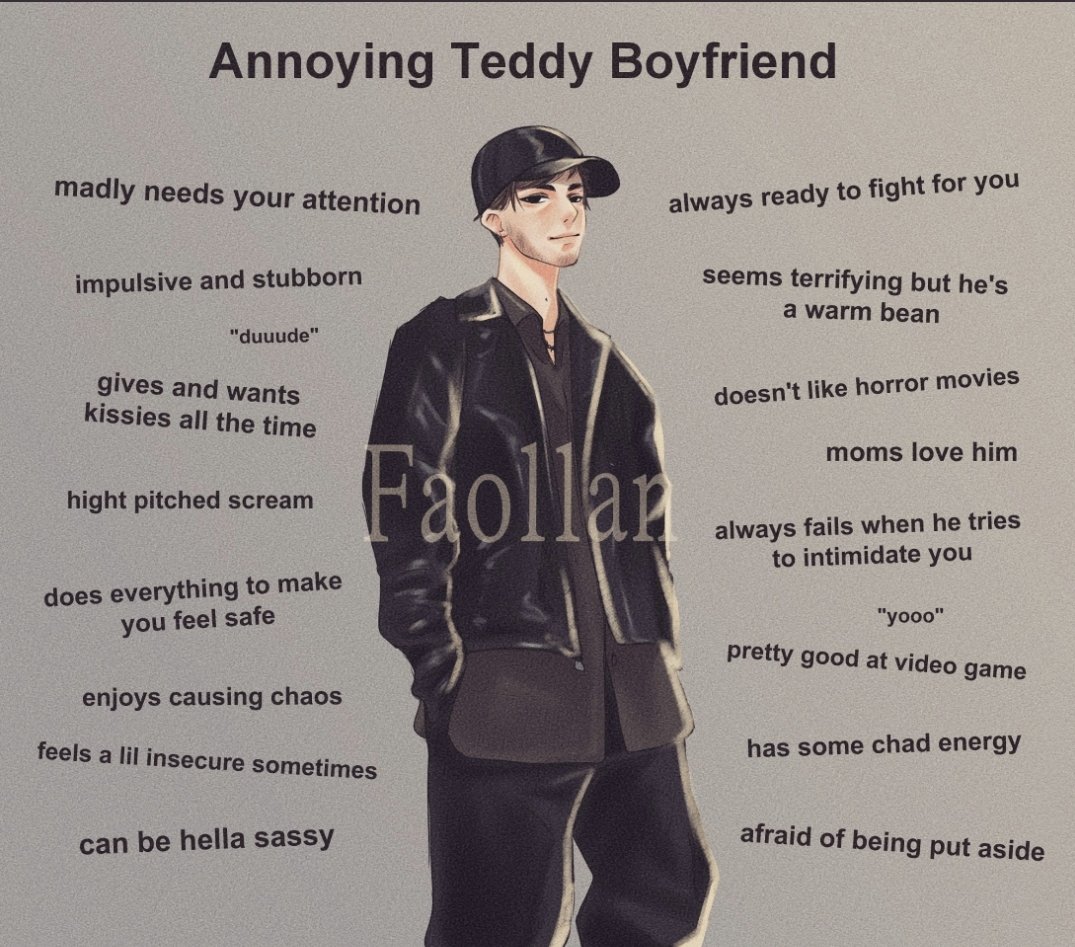 Annoying Teddy Boyfriend
madly needs your attention
impulsive and stubborn
"duuude"
gives and wants
kissies all the time
hight pitched scream
does everything to make
you feel safe
enjoys causing chaos
feels a lil insecure sometimes
can be hella sassy
Faollan
always ready to fight for you
seems terrifying but he's
a warm bean
doesn't like horror movies
moms love him
always fails when he tries
to intimidate you
"yooo"
pretty good at video game
has some chad energy
afraid of being put aside